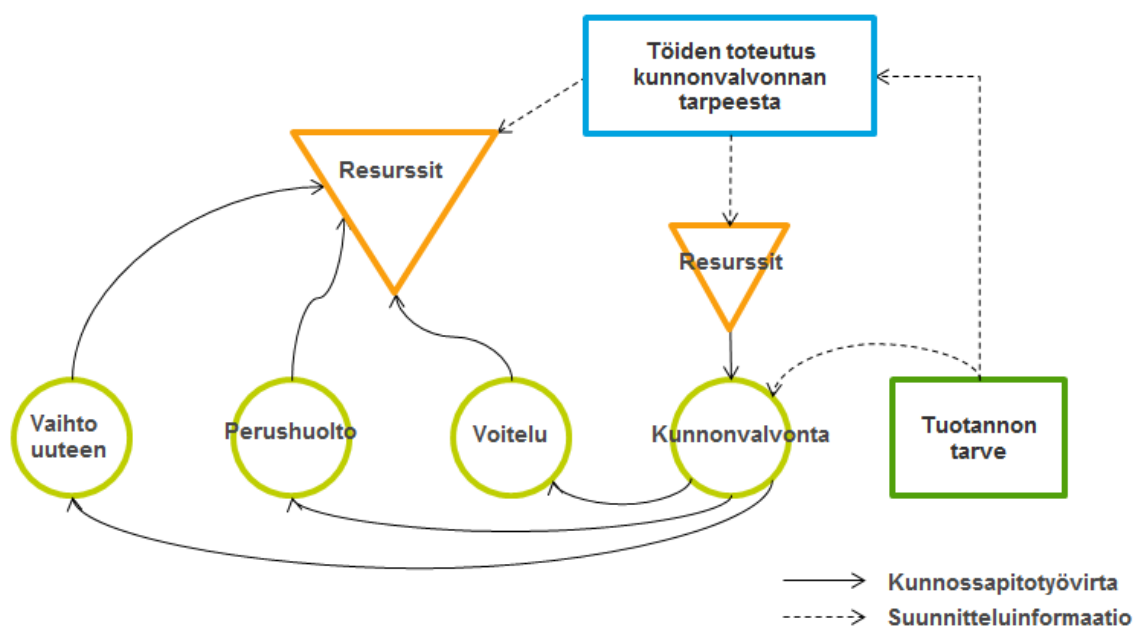 Töiden toteutus
kunnonvalvonnan
tarpeesta
Resurssit
Resurssit
Vaihto
uuteen
Perushuolto
Voitelu
Kunnonvalvonta
Tuotannon
tarve
Kunnossapitotyövirta
Suunnitteluinformaatio